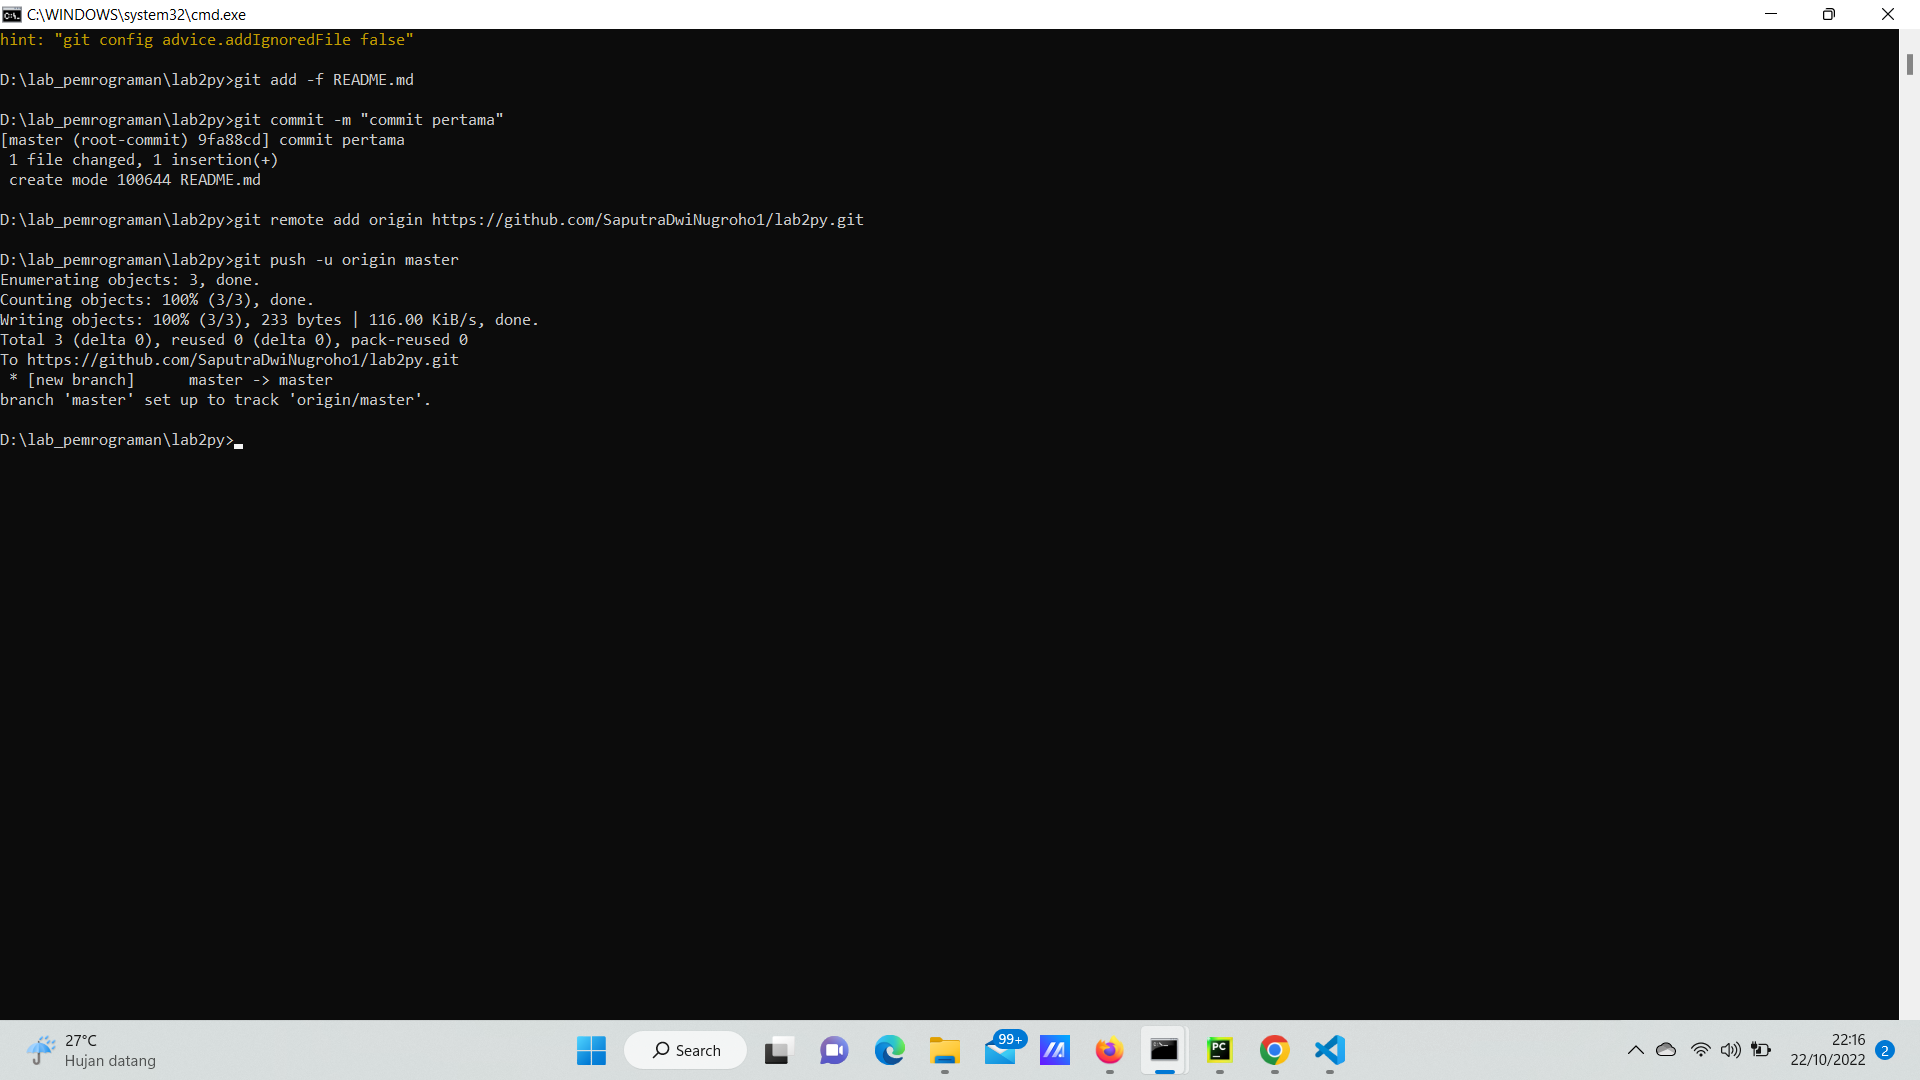 C:\WINDOWS\system32\cmd.exe
hint: "git config advice.addIgnoredFile false"
D:\lab_pemrograman\lab2py>git add -f README.md
D:\lab_pemrograman\lab2py>git commit -m "commit pertama"
[master (root-commit) 9fa88cd] commit pertama
1 file changed, 1 insertion(+)
create mode 100644 README.md
D:\lab_pemrograman\lab2py>git remote add origin https://github.com/SaputraDwiNugroho1/lab2py.git
D:\lab_pemrograman\lab2py>git push -u origin master
Enumerating objects: 3, done.
Counting objects: 100% (3/3), done.
Writing objects: 100% (3/3), 233 bytes | 116.00 KiB/s, done.
Total 3 (delta 0), reused 0 (delta 0), pack-reused 0
To https://github.com/SaputraDwiNugroho1/lab2py.git
* [new branch]      master -> master
branch 'master' set up to track 'origin/master'.
D:\lab_pemrograman\lab2py>
27°C
Hujan datang
Search
99+
PC
22:16
22/10/2022
2